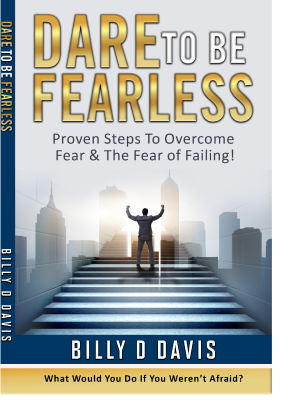 DARE TO BE FEARLESS
BILLY D DAVIS
DARE TO BE
FEARLESS
Proven Steps To Overcome
Fear & The Fear of Failing!
BILLY D DAVIS
What Would You Do If You Weren't Afraid?